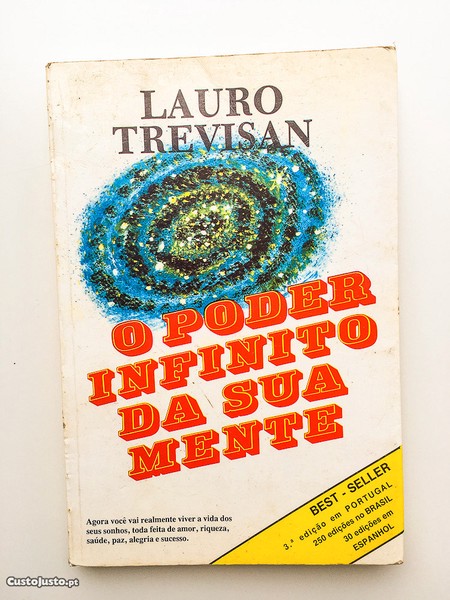 LAURO
TREVISAN
O PODER
INFINITO
DA SUA
MENTE
Agora você vai realmente viver a vida dos
seus sonhos, toda feita de amor, riqueza,
saúde, paz, alegria e sucesso.
BEST - SELLER
3.ª edição em PORTUGAL
250 edições no BRASIL
30 edições em
ESPANHOL
CustoJusto.pt